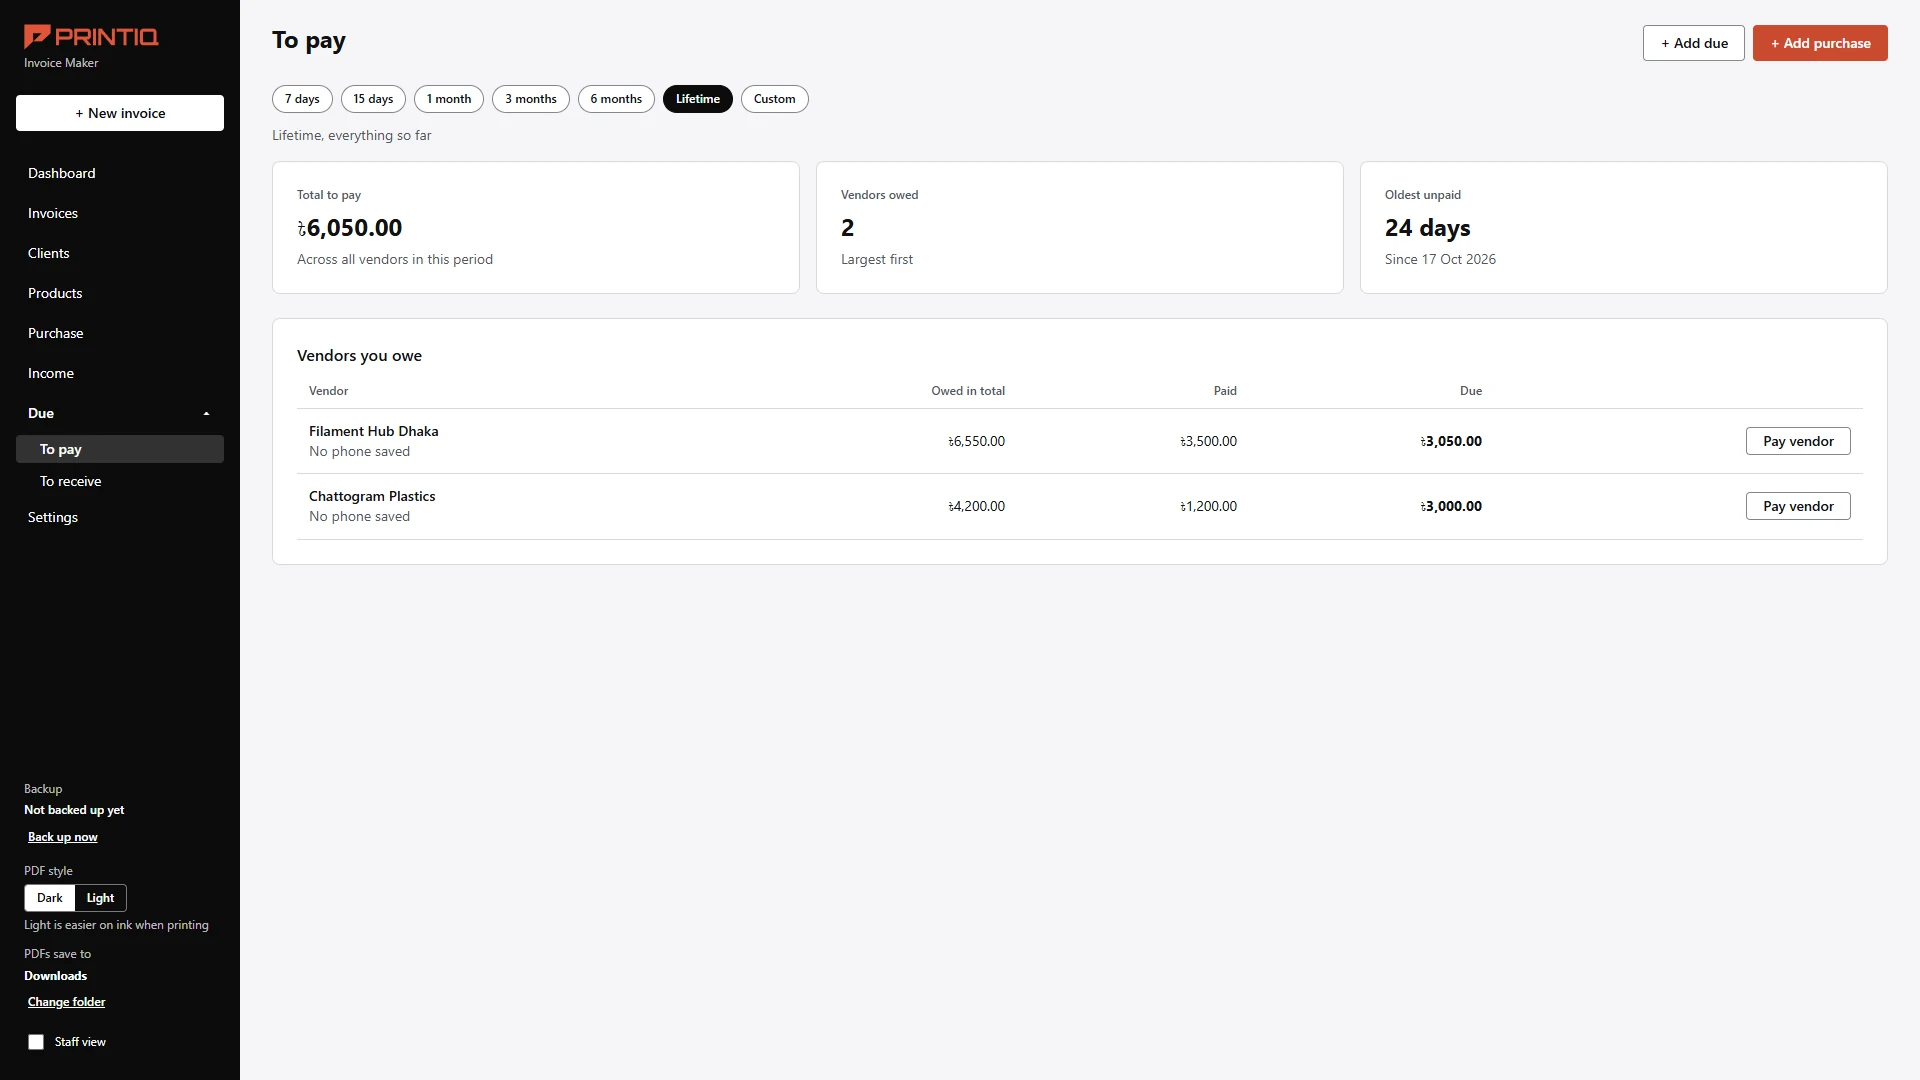 PRINTIQ
Invoice Maker
+ New invoice
Dashboard
Invoices
Clients
Products
Purchase
Income
Due
To pay
To receive
Settings
Backup
Not backed up yet
Back up now
PDF style
Dark Light
Light is easier on ink when printing
PDFs save to
Downloads
Change folder
Staff view
To pay
+ Add due + Add purchase
7 days 15 days 1 month 3 months 6 months Lifetime Custom
Lifetime, everything so far
Total to pay
৳6,050.00
Across all vendors in this period
Vendors owed
2
Largest first
Oldest unpaid
24 days
Since 17 Oct 2026
Vendors you owe
Vendor Owed in total Paid Due
Filament Hub Dhaka
No phone saved
৳6,550.00 ৳3,500.00 ৳3,050.00 Pay vendor
Chattogram Plastics
No phone saved
৳4,200.00 ৳1,200.00 ৳3,000.00 Pay vendor